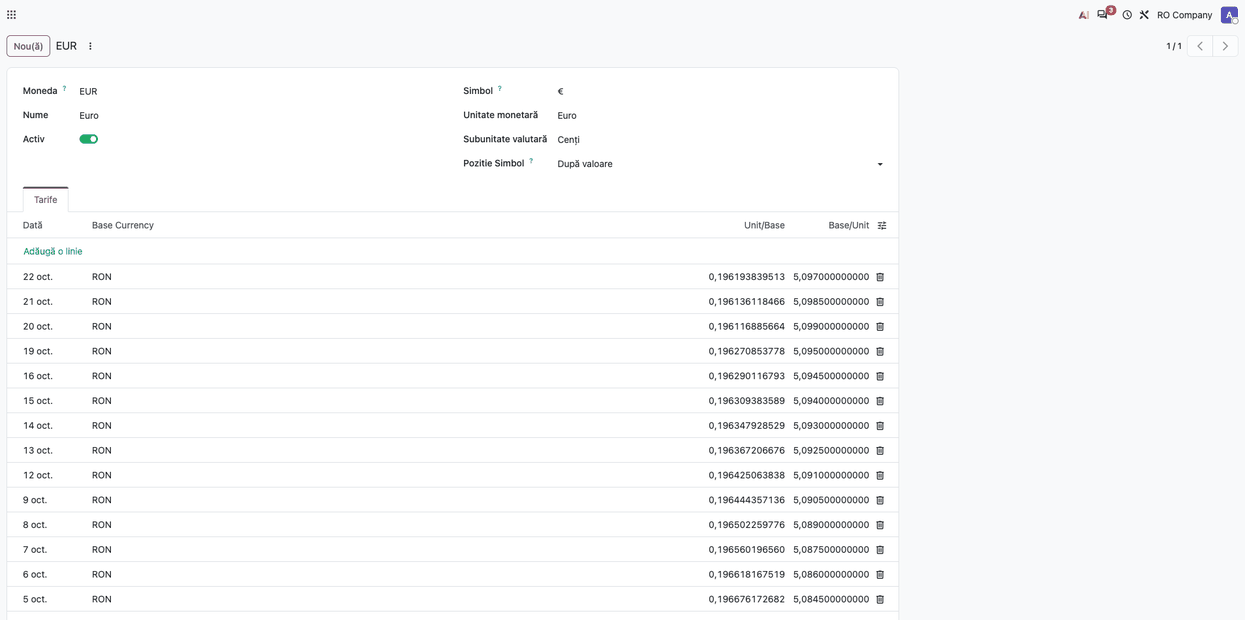 AI 3 RO Company A
Nou(ă) EUR 1 / 1
Moneda ? EUR Simbol ? €
Nume Euro Unitate monetară Euro
Activ Subunitate valutară Cenți
Pozitie Simbol ? După valoare
Tarife
Dată Base Currency Unit/Base Base/Unit
Adăugă o linie
22 oct. RON 0,196193839513 5,097000000000
21 oct. RON 0,196136118466 5,098500000000
20 oct. RON 0,196116885664 5,099000000000
19 oct. RON 0,196270853778 5,095000000000
16 oct. RON 0,196290116793 5,094500000000
15 oct. RON 0,196309383589 5,094000000000
14 oct. RON 0,196347928529 5,093000000000
13 oct. RON 0,196367206676 5,092500000000
12 oct. RON 0,196425063838 5,091000000000
9 oct. RON 0,196444357136 5,090500000000
8 oct. RON 0,196502259776 5,089000000000
7 oct. RON 0,196560196560 5,087500000000
6 oct. RON 0,196618167519 5,086000000000
5 oct. RON 0,196676172682 5,084500000000